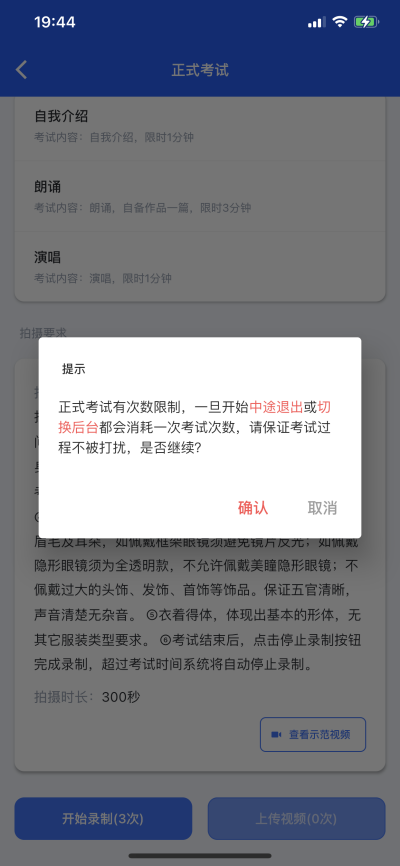 19:44
正式考试
自我介绍
考试内容：自我介绍，限时1分钟
朗诵
考试内容：朗诵，自备作品一篇，限时3分钟
演唱
考试内容：演唱，限时1分钟
拍摄要求
提示
正式考试有次数限制，一旦开始中途退出或切
换后台都会消耗一次考试次数，请保证考试过
程不被打扰，是否继续?
确认
取消
眉毛及耳朵，如佩戴框架眼镜须避免镜片反光；如佩戴
隐形眼镜须为全透明款，不允许佩戴美瞳隐形眼镜；不
佩戴过大的头饰、发饰、首饰等饰品。保证五官清晰，
声音清楚无杂音。 ⑤衣着得体，体现出基本的形体，无
其它服装类型要求。 ⑥考试结束后，点击停止录制按钮
完成录制，超过考试时间系统将自动停止录制。
拍摄时长：300秒
查看示范视频
开始录制(3次)
上传视频(0次)